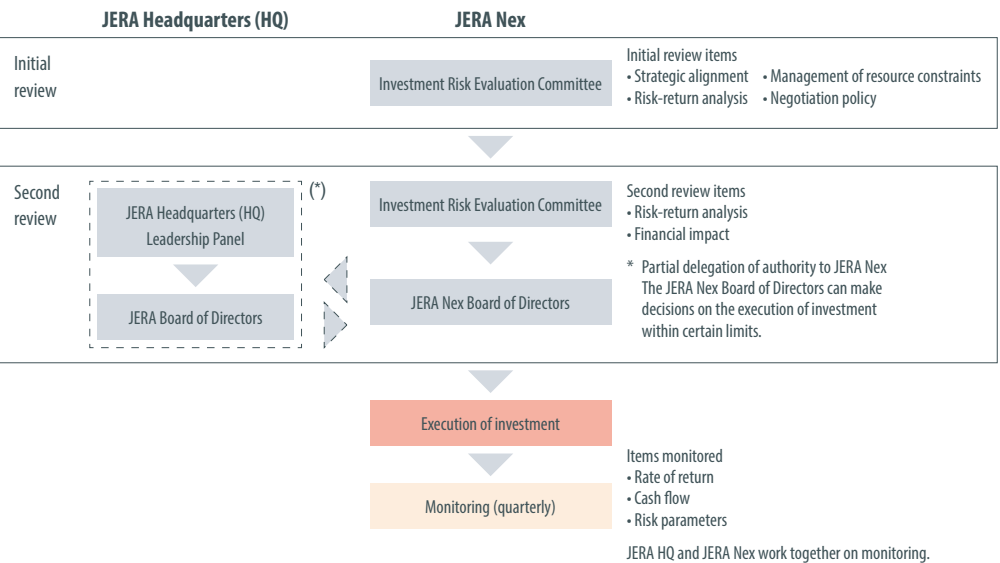 JERA Headquarters (HQ)
JERA Nex
Initial
review
Investment Risk Evaluation Committee
Initial review items
• Strategic alignment • Management of resource constraints
• Risk-return analysis • Negotiation policy
Second
review
JERA Headquarters (HQ)
Leadership Panel
JERA Board of Directors
(*)
Investment Risk Evaluation Committee
JERA Nex Board of Directors
Second review items
• Risk-return analysis
• Financial impact
* Partial delegation of authority to JERA Nex
The JERA Nex Board of Directors can make
decisions on the execution of investment
within certain limits.
Execution of investment
Monitoring (quarterly)
Items monitored
• Rate of return
• Cash flow
• Risk parameters
JERA HQ and JERA Nex work together on monitoring.